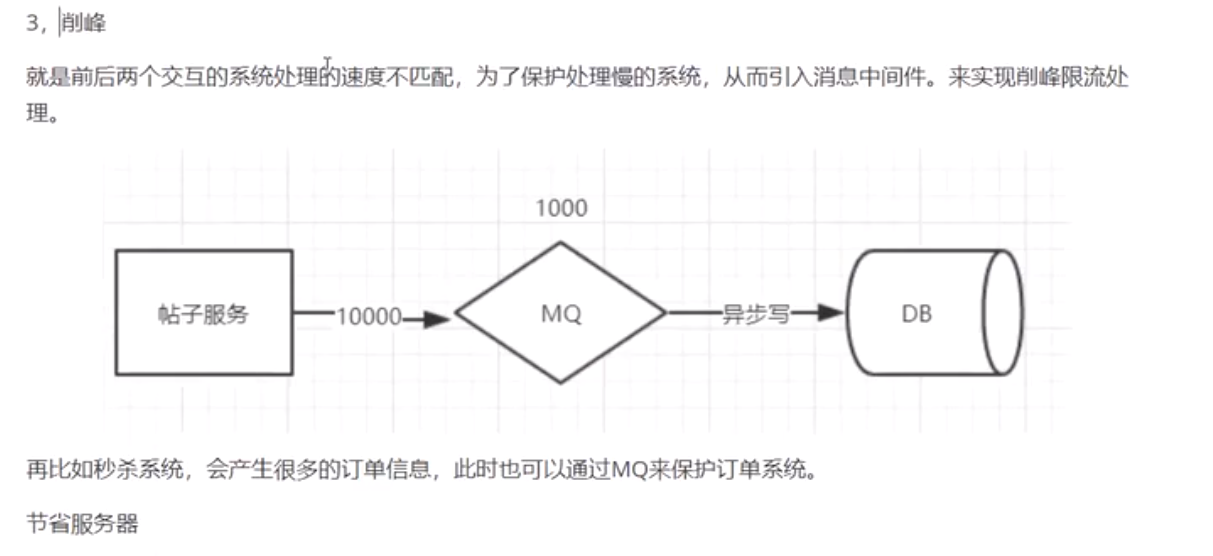 3，削峰
就是前后两个交互的系统处理的速度不匹配，为了保护处理慢的系统，从而引入消息中间件。来实现削峰限流处
理。
1000
帖子服务
10000
MQ
异步写
DB
再比如秒杀系统，会产生很多的订单信息，此时也可以通过MQ来保护订单系统。
节省服务器